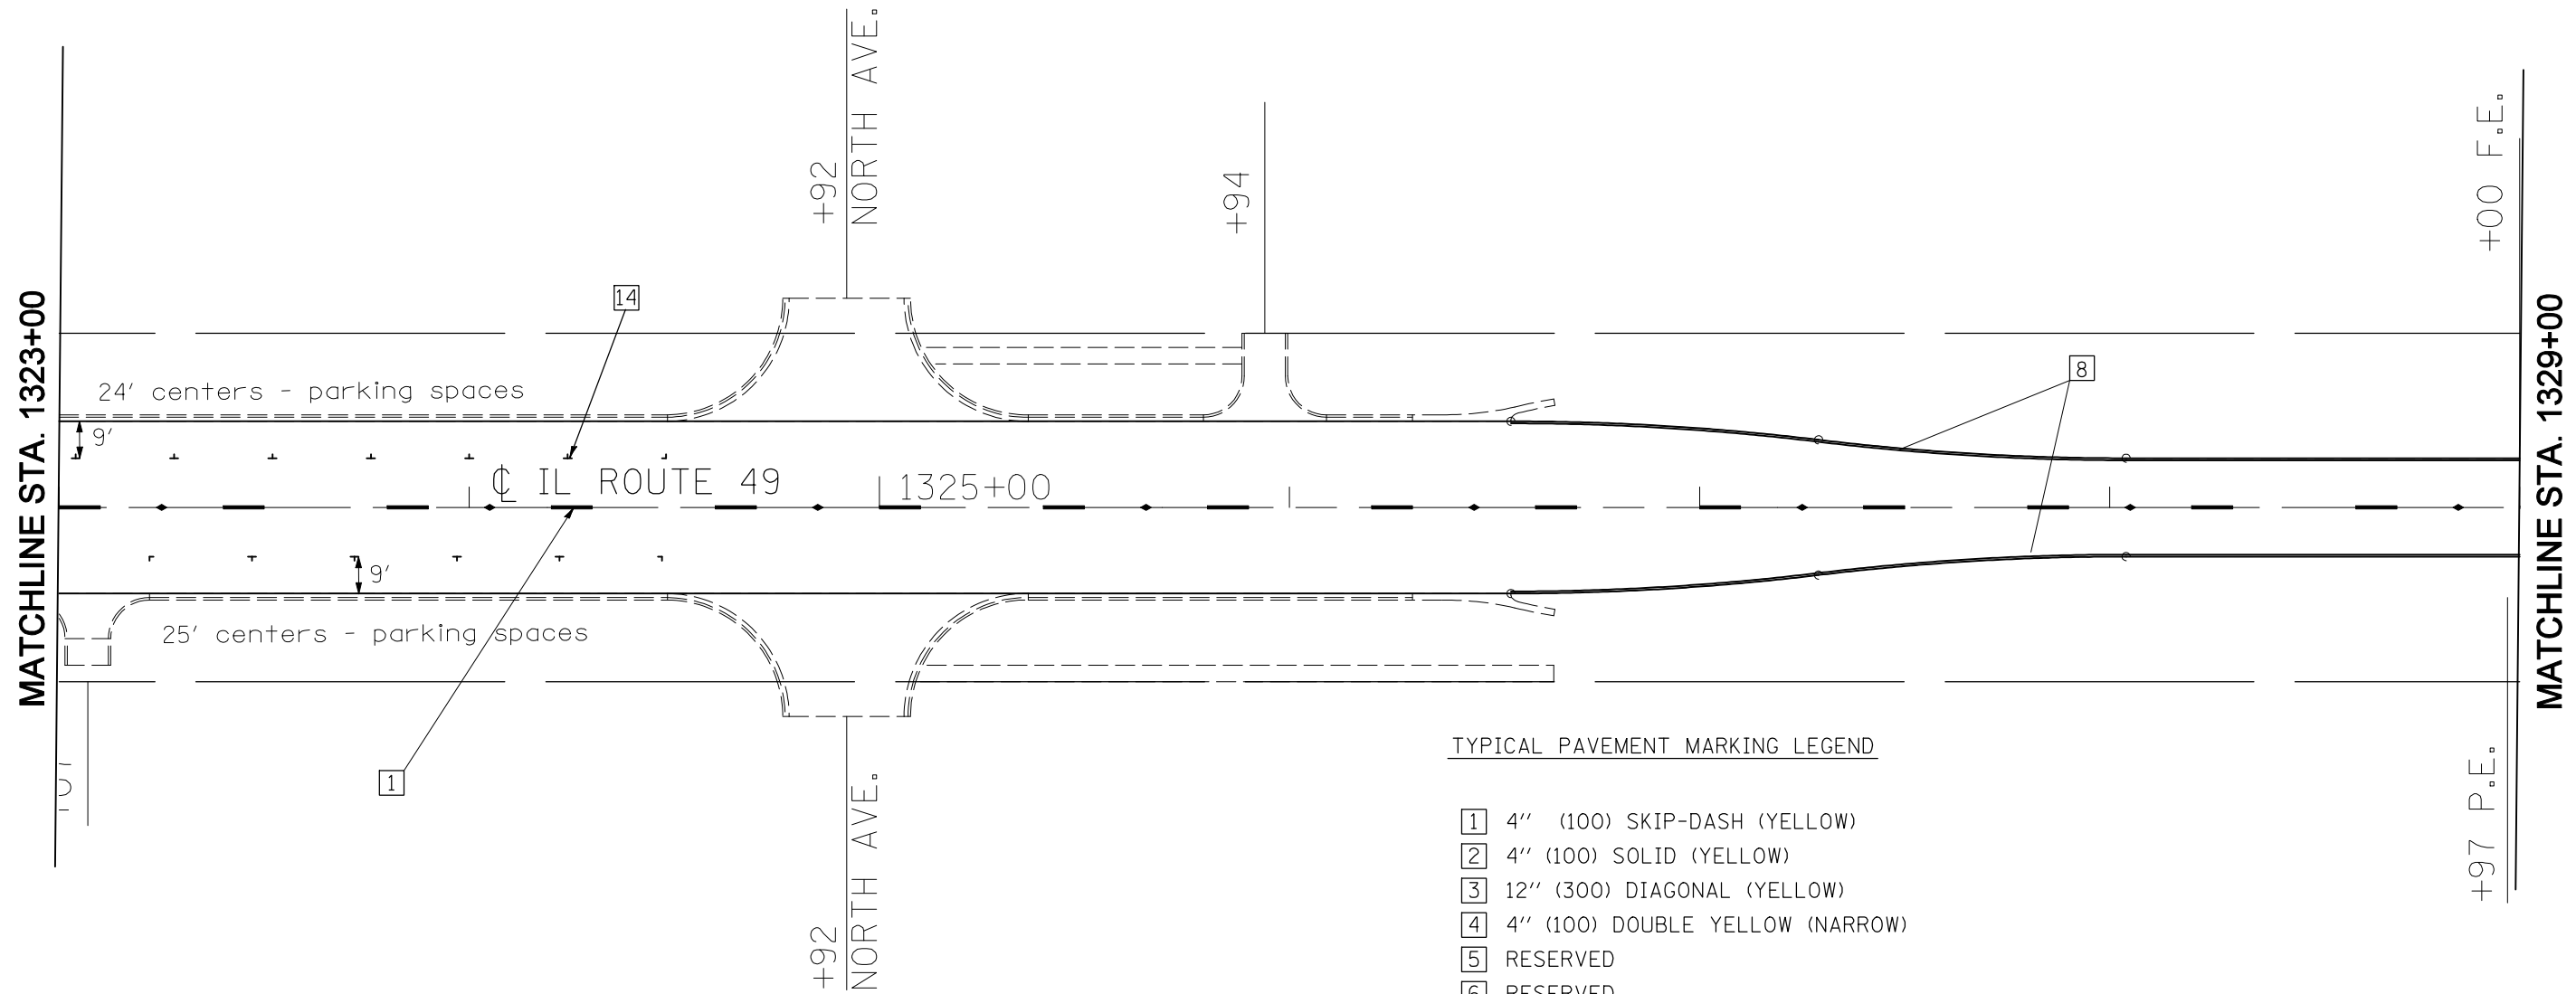 MATCHLINE STA. 1323+00
+92
NORTH AVE.
+94
+00 F.E.
14
24' centers - parking spaces
9'
8
℄ IL ROUTE 49
1325+00
9'
25' centers - parking spaces
MATCHLINE STA. 1329+00
1
+92
NORTH AVE.
+97 P.E.
TYPICAL PAVEMENT MARKING LEGEND
1 4'' (100) SKIP-DASH (YELLOW)
2 4'' (100) SOLID (YELLOW)
3 12'' (300) DIAGONAL (YELLOW)
4 4'' (100) DOUBLE YELLOW (NARROW)
5 RESERVED
6 RESERVED